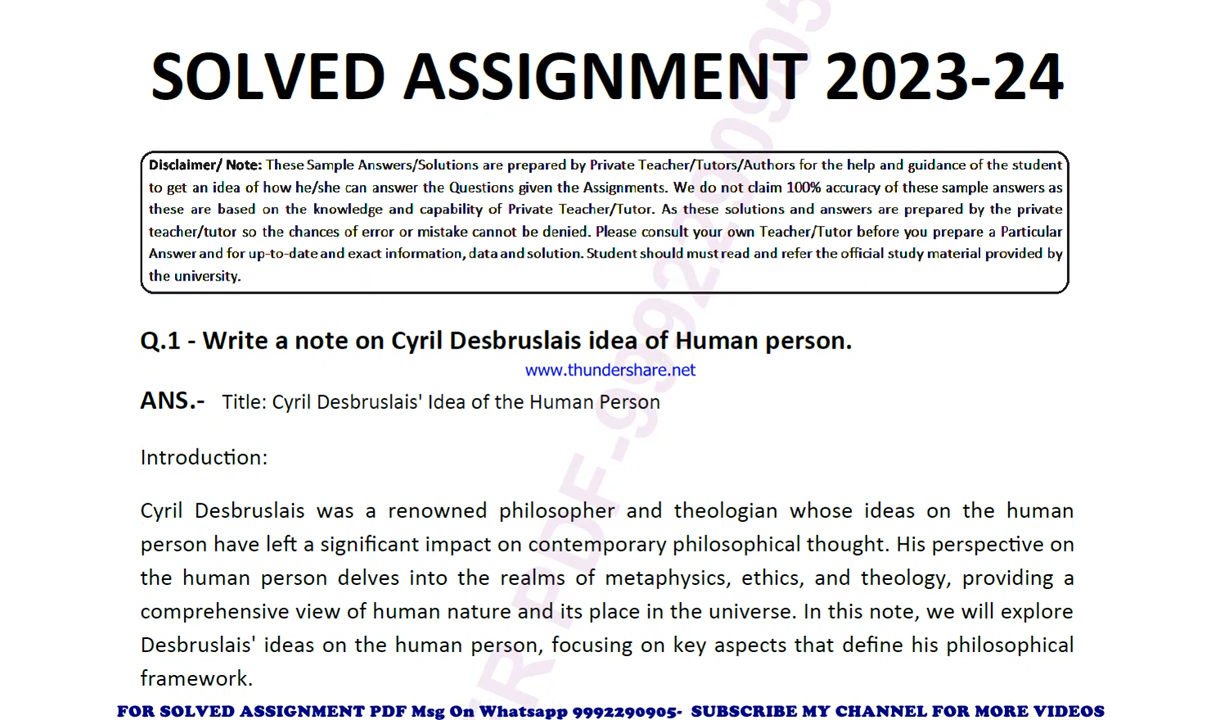 SOLVED ASSIGNMENT 2023-24
Disclaimer/ Note: These Sample Answers/Solutions are prepared by Private Teacher/Tutors/Authors for the help and guidance of the student
to get an idea of how he/she can answer the Questions given the Assignments. We do not claim 100% accuracy of these sample answers as
these are based on the knowledge and capability of Private Teacher/Tutor. As these solutions and answers are prepared by the private
teacher/tutor so the chances of error or mistake cannot be denied. Please consult your own Teacher/Tutor before you prepare a Particular
Answer and for up-to-date and exact information, data and solution. Student should must read and refer the official study material provided by
the university.
Q.1 - Write a note on Cyril Desbruslais idea of Human person.
www.thundershare.net
ANS.- Title: Cyril Desbruslais' Idea of the Human Person
Introduction:
Cyril Desbruslais was a renowned philosopher and theologian whose ideas on the human
person have left a significant impact on contemporary philosophical thought. His perspective on
the human person delves into the realms of metaphysics, ethics, and theology, providing a
comprehensive view of human nature and its place in the universe. In this note, we will explore
Desbruslais' ideas on the human person, focusing on key aspects that define his philosophical
framework.
R PDF-9992290905
FOR SOLVED ASSIGNMENT PDF Msg On Whatsapp 9992290905- SUBSCRIBE MY CHANNEL FOR MORE VIDEOS